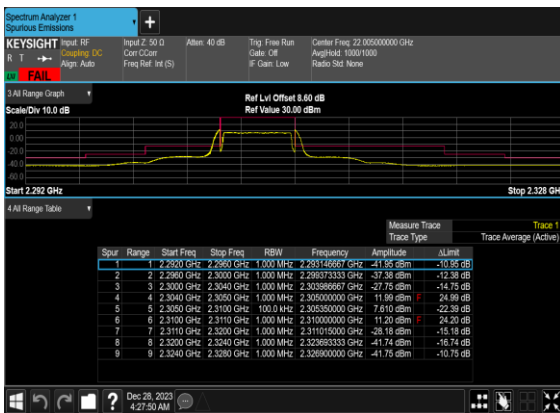 Spectrum Analyzer 1
Spurious Emissions
+
KEYSIGHT Input: RF Input Z: 50 Ω Atten: 40 dB Trig: Free Run Center Freq: 22.005000000 GHz
R T Coupling: DC Corr CCorr Gate: Off Avg|Hold: 1000/1000
Align: Auto Freq Ref: Int (S) IF Gain: Low Radio Std: None
LV FAIL
3 All Range Graph
Ref Lvl Offset 8.60 dB
Scale/Div 10.0 dB Ref Value 30.00 dBm
20.0
0.00
-20.0
-40.0
-60.0
Start 2.292 GHz Stop 2.328 GH
4 All Range Table
Measure Trace Trace 1
Trace Type Trace Average (Active)
Spur Range Start Freq Stop Freq RBW Frequency Amplitude ΔLimit
1 1 2.2920 GHz 2.2960 GHz 1.000 MHz 2.293146667 GHz -41.95 dBm -10.95 dB
2 2 2.2960 GHz 2.3000 GHz 1.000 MHz 2.299373333 GHz -37.38 dBm -12.38 dB
3 3 2.3000 GHz 2.3040 GHz 1.000 MHz 2.303986667 GHz -27.75 dBm -14.75 dB
4 4 2.3040 GHz 2.3050 GHz 1.000 MHz 2.305000000 GHz 11.99 dBm F 24.99 dB
5 5 2.3050 GHz 2.3100 GHz 100.0 kHz 2.305350000 GHz 7.610 dBm -22.39 dB
6 6 2.3100 GHz 2.3110 GHz 1.000 MHz 2.310000000 GHz 11.20 dBm F 24.20 dB
7 7 2.3110 GHz 2.3200 GHz 1.000 MHz 2.311015000 GHz -28.18 dBm -15.18 dB
8 8 2.3200 GHz 2.3240 GHz 1.000 MHz 2.323693333 GHz -41.74 dBm -16.74 dB
9 9 2.3240 GHz 2.3280 GHz 1.000 MHz 2.326900000 GHz -41.75 dBm -10.75 dB
? Dec 28, 2023
4:27:50 AM